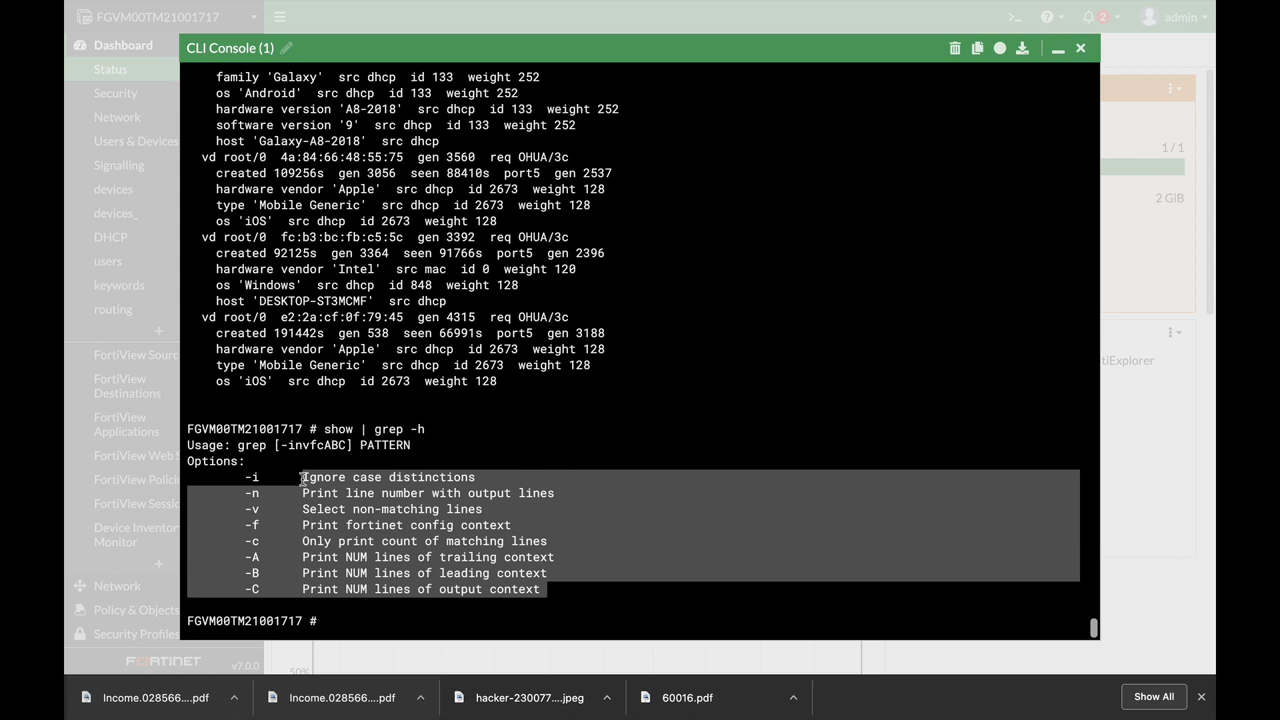 FGVM00TM21001717
2
admin
Dashboard
Status
Security
Network
Users & Devices
Signalling
devices
devices_
DHCP
users
keywords
routing
+
FortiView
FortiView
Destinations
FortiView
Applications
FortiView Web
FortiView
FortiView
Device Inventory
Monitor
+
Network
Policy & Objects
Security Profiles
FORTINET v7.0.0
CLI Console (1)
family 'Galaxy' src dhcp id 133 weight 252
os 'Android' src dhcp id 133 weight 252
hardware version 'A8-2018' src dhcp id 133 weight 252
software version '9' src dhcp id 133 weight 252
host 'Galaxy-A8-2018' src dhcp
vd root/0 4a:84:66:48:55:75 gen 3560 req OHUA/3c
created 109256s gen 3056 seen 88410s port5 gen 2537
hardware vendor 'Apple' src dhcp id 2673 weight 128
type 'Mobile Generic' src dhcp id 2673 weight 128
os 'iOS' src dhcp id 2673 weight 128
vd root/0 fc:b3:bc:fb:c5:5c gen 3392 req OHUA/3c
created 92125s gen 3364 seen 91766s port5 gen 2396
hardware vendor 'Intel' src mac id 0 weight 120
os 'Windows' src dhcp id 848 weight 128
host 'DESKTOP-ST3MCMF' src dhcp
vd root/0 e2:2a:cf:0f:79:45 gen 4315 req OHUA/3c
created 191442s gen 538 seen 66991s port5 gen 3188
hardware vendor 'Apple' src dhcp id 2673 weight 128
type 'Mobile Generic' src dhcp id 2673 weight 128
os 'iOS' src dhcp id 2673 weight 128
FGVM00TM21001717 # show | grep -h
Usage: grep [-invfcABC] PATTERN
Options:
-i Ignore case distinctions
-n Print line number with output lines
-v Select non-matching lines
-f Print fortinet config context
-c Only print count of matching lines
-A Print NUM lines of trailing context
-B Print NUM lines of leading context
-C Print NUM lines of output context
FGVM00TM21001717 #
1 / 1
2 GiB
tiExplorer
50%
Income.028566....pdf
Income.028566....pdf
hacker-230077....jpeg
60016.pdf
Show All